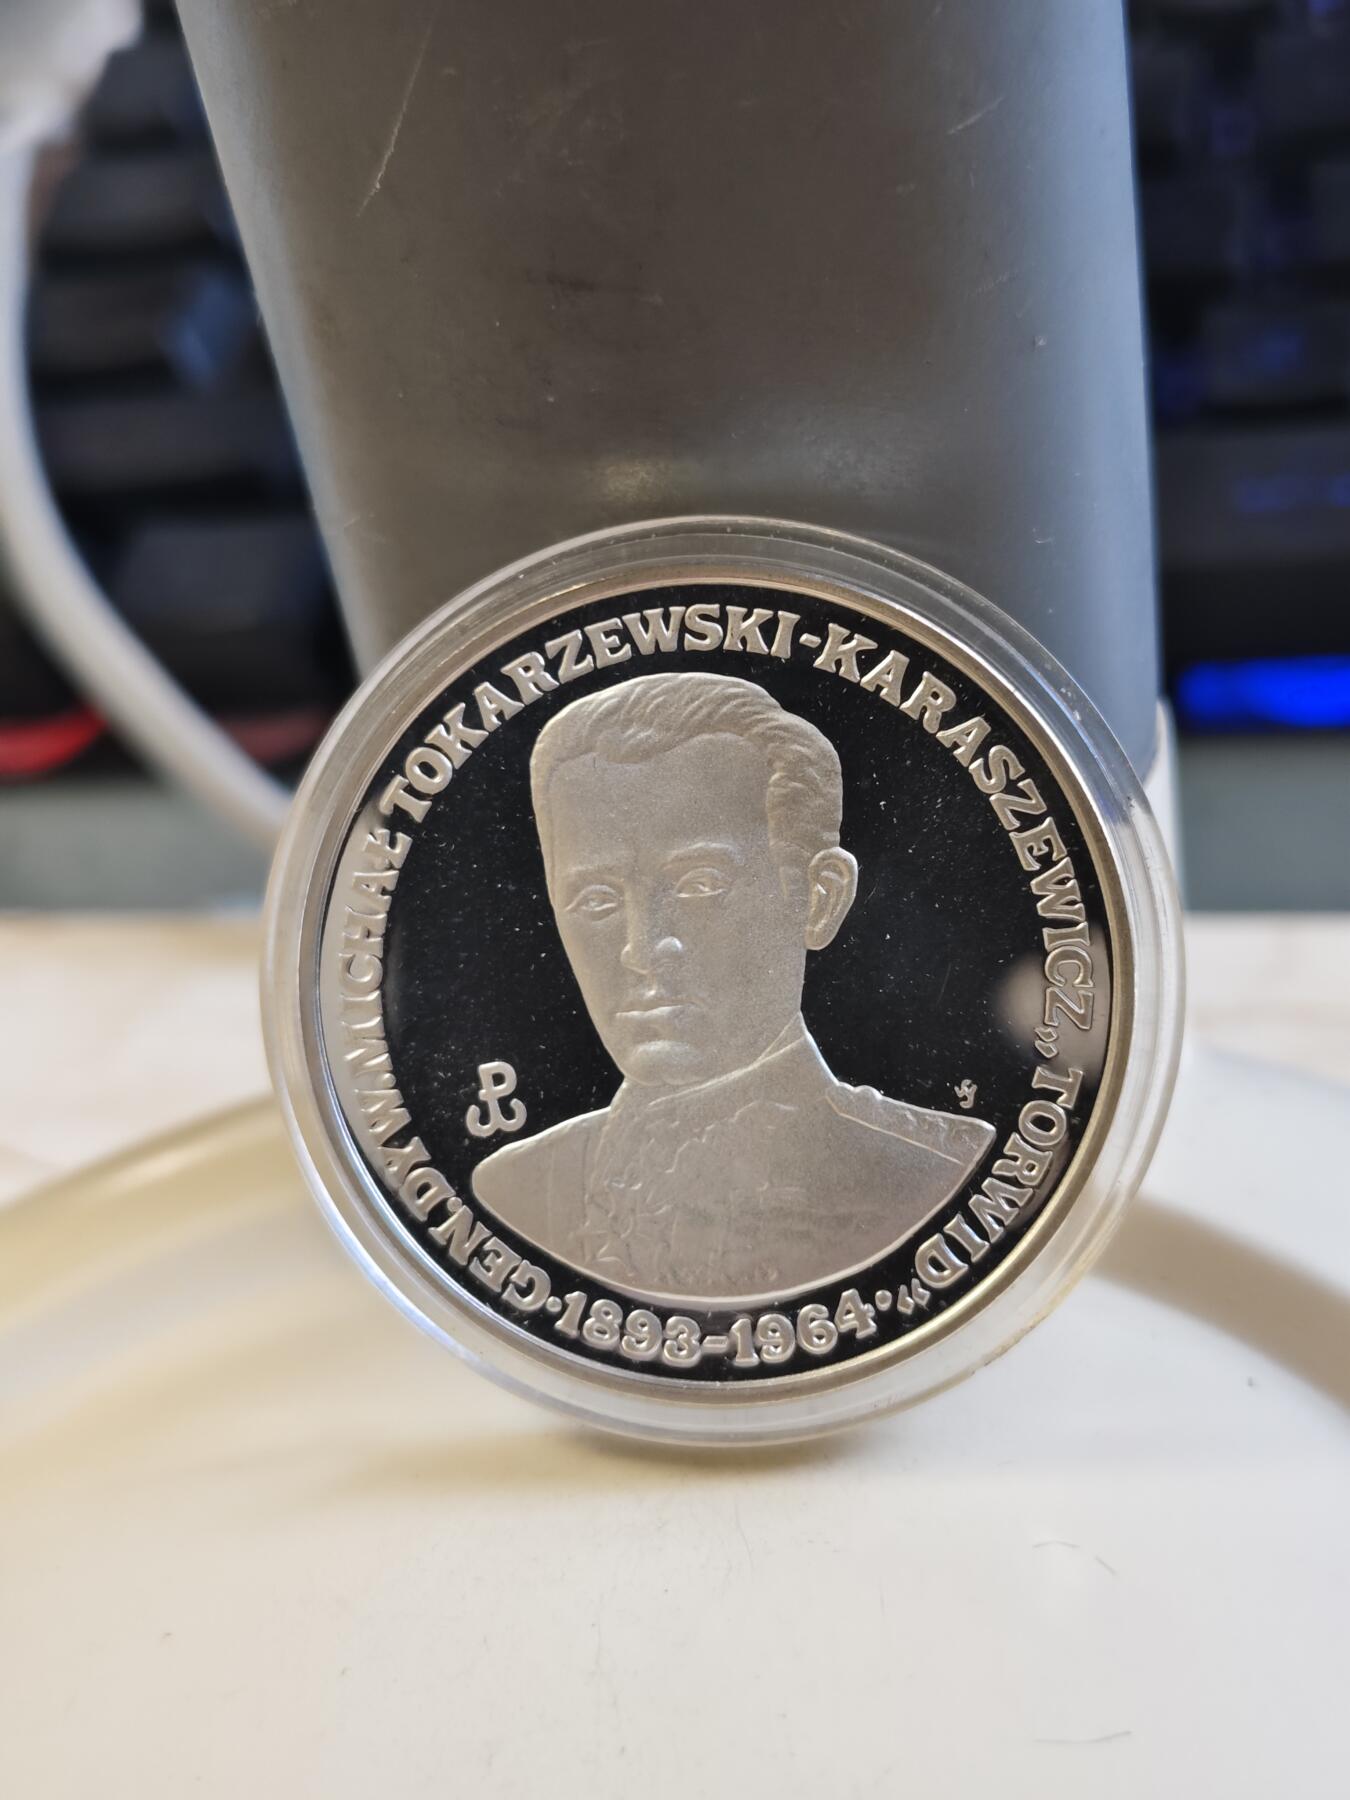 GEN.DYW.MICHAŁ TOKARZEWSKI-KARASZEWICZ „TORWID”
·1893-1964·